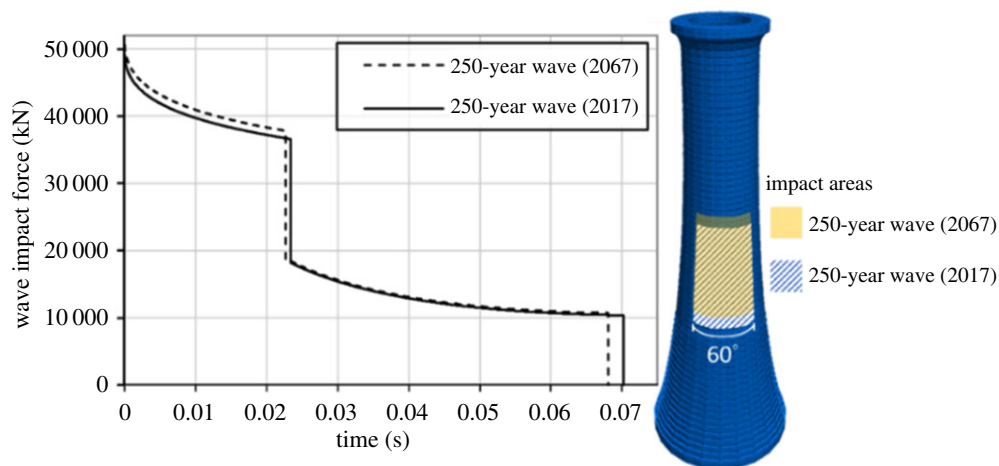 50 000
40 000
30 000
20 000
10 000
0
wave impact force (kN)
0 0.01 0.02 0.03 0.04 0.05 0.06 0.07
time (s)
250-year wave (2067)
250-year wave (2017)
impact areas
250-year wave (2067)
250-year wave (2017)
60°